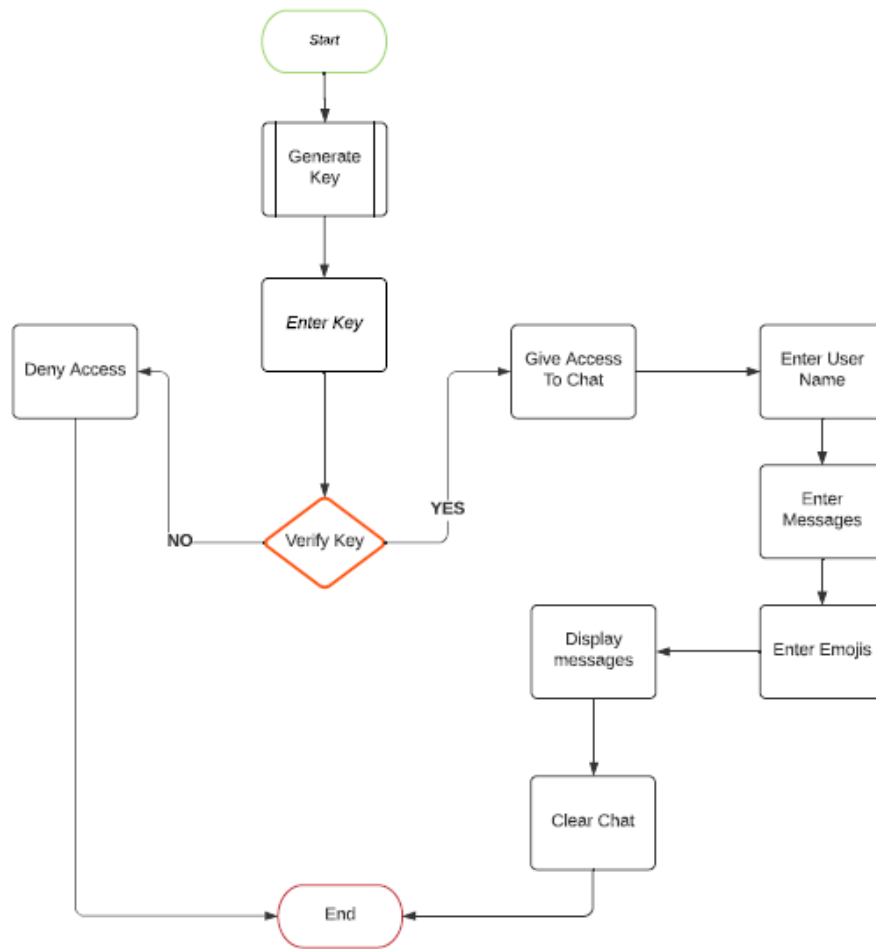 Start
Generate
Key
Enter Key
Deny Access
Give Access
To Chat
Enter User
Name
YES
Enter
Messages
NO
Verify Key
Display
messages
Enter Emojis
Clear Chat
End